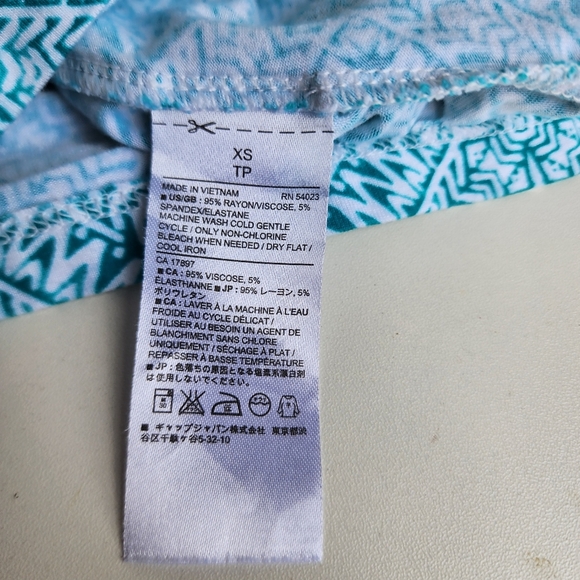 XS
TP
MADE IN VIETNAM RN 54023
■ US/GB : 95% RAYON/VISCOSE, 5%
SPANDEX/ELASTANE
MACHINE WASH COLD GENTLE
CYCLE / ONLY NON-CHLORINE
BLEACH WHEN NEEDED / DRY FLAT /
COOL IRON
CA 17897
■ CA : 95% VISCOSE, 5%
ÉLASTHANNE ■ JP : 95% レーヨン, 5%
ポリウレタン
■ CA : LAVER À LA MACHINE À L'EAU
FROIDE AU CYCLE DÉLICAT /
UTILISER AU BESOIN UN AGENT DE
BLANCHIMENT SANS CHLORE
UNIQUEMENT / SÉCHAGE À PLAT /
REPASSER À BASSE TEMPÉRATURE
■ JP : 色落ちの原因となる塩素系漂白剤
は使用しないでください。
■ ギャップジャパン株式会社 東京都渋
谷区千駄ヶ谷5-32-10